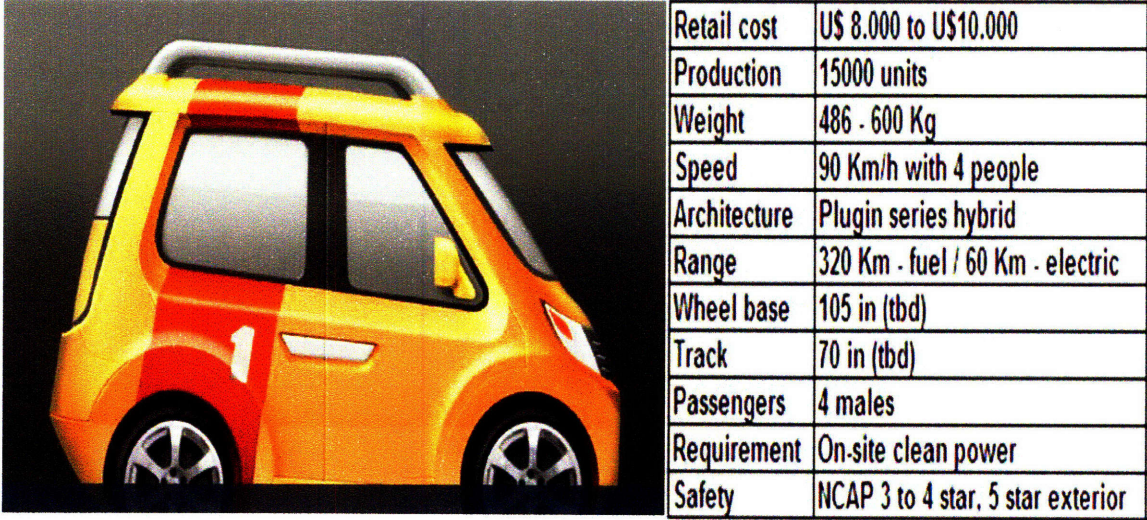 1
Retail cost U$ 8.000 to U$10.000
Production 15000 units
Weight 486 - 600 Kg
Speed 90 Km/h with 4 people
Architecture Plugin series hybrid
Range 320 Km - fuel / 60 Km - electric
Wheel base 105 in (tbd)
Track 70 in (tbd)
Passengers 4 males
Requirement On-site clean power
Safety NCAP 3 to 4 star. 5 star exterior